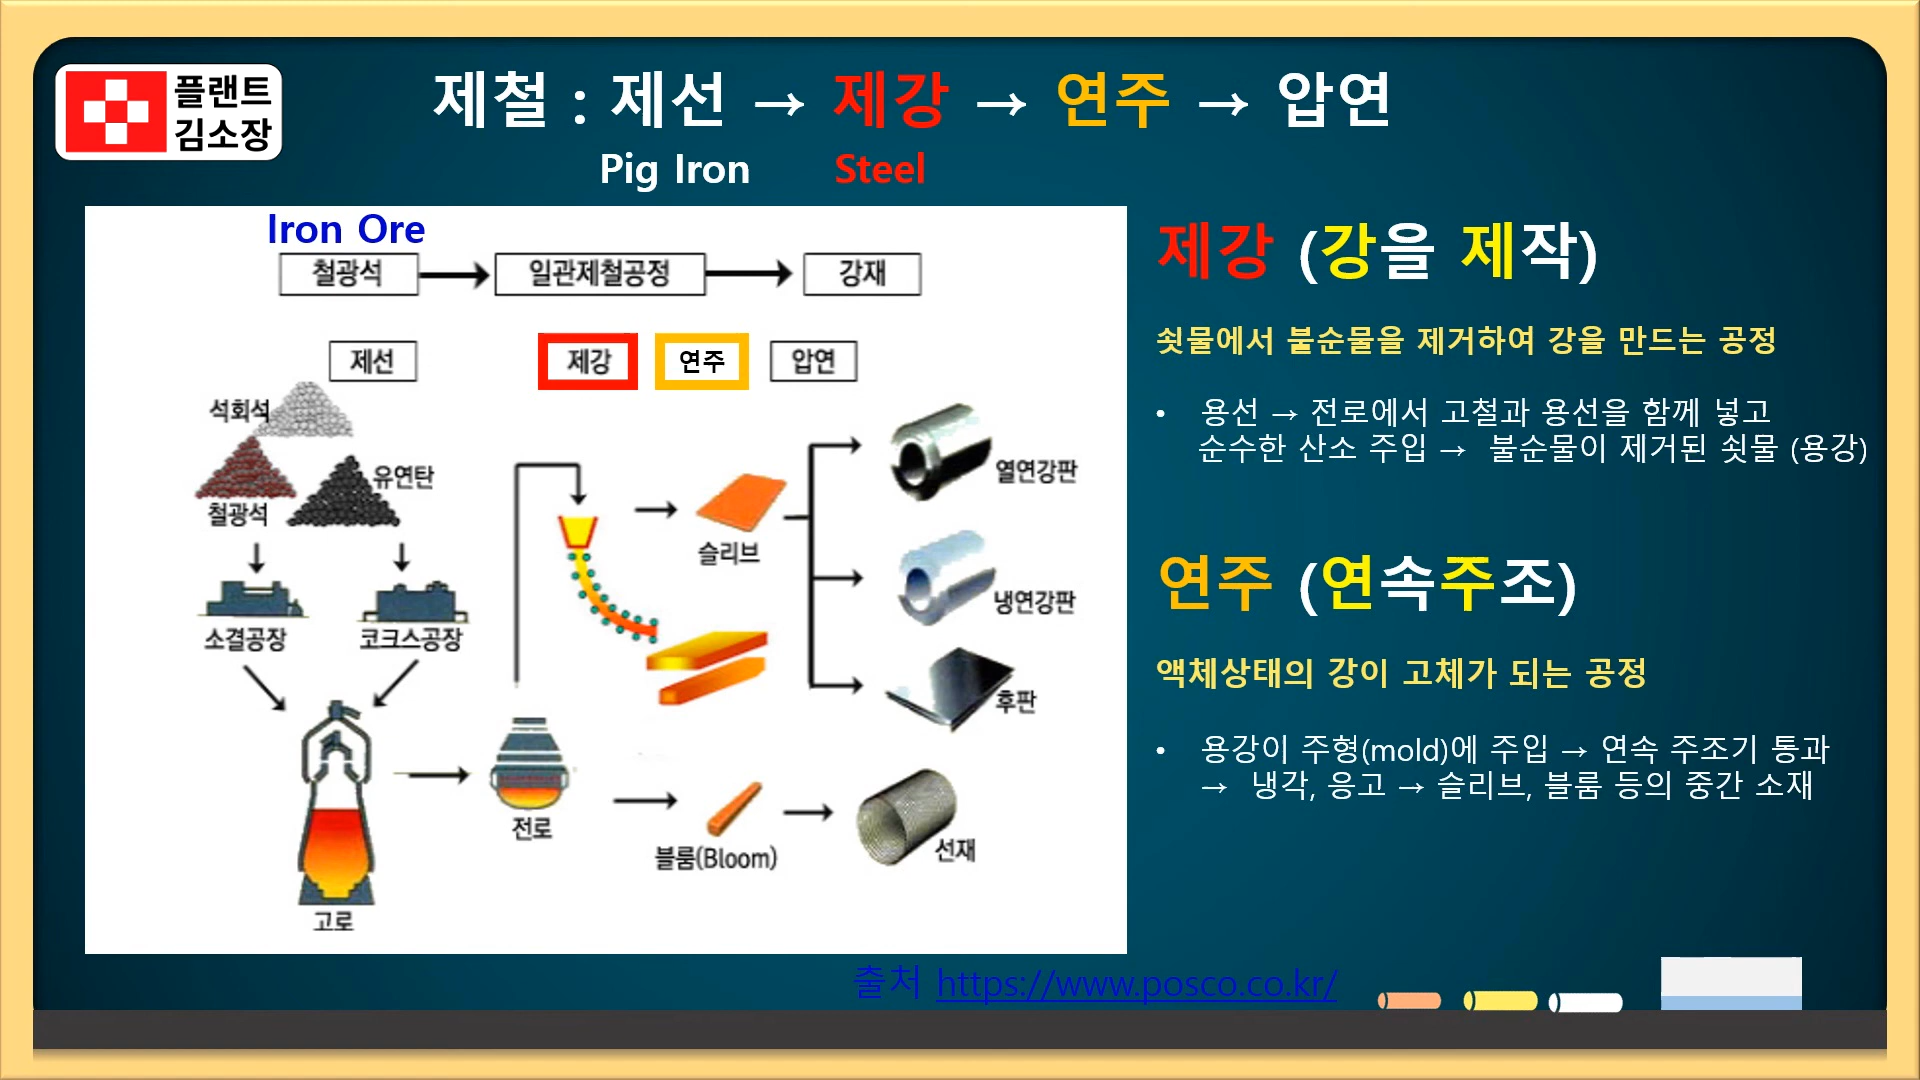 플랜트
김소장
제철 : 제선 → 제강 → 연주 → 압연
Pig Iron
Steel
Iron Ore
철광석
일관제철공정
강재
제선
제강
연주
압연
석회석
유연탄
철광석
소결공장
코크스공장
고로
전로
슬리브
블룸(Bloom)
열연강판
냉연강판
후판
선재
제강 (강을 제작)
쇳물에서 불순물을 제거하여 강을 만드는 공정
• 용선 → 전로에서 고철과 용선을 함께 넣고
순수한 산소 주입 → 불순물이 제거된 쇳물 (용강)
연주 (연속주조)
액체상태의 강이 고체가 되는 공정
• 용강이 주형(mold)에 주입 → 연속 주조기 통과
→ 냉각, 응고 → 슬리브, 블룸 등의 중간 소재
출처 https://www.posco.co.kr/